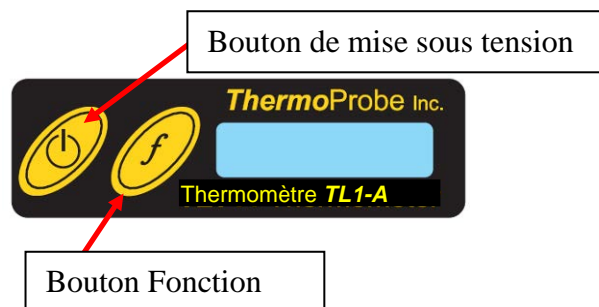 Bouton de mise sous tension
ThermoProbe Inc.
f
Thermomètre TL1-A
Bouton Fonction